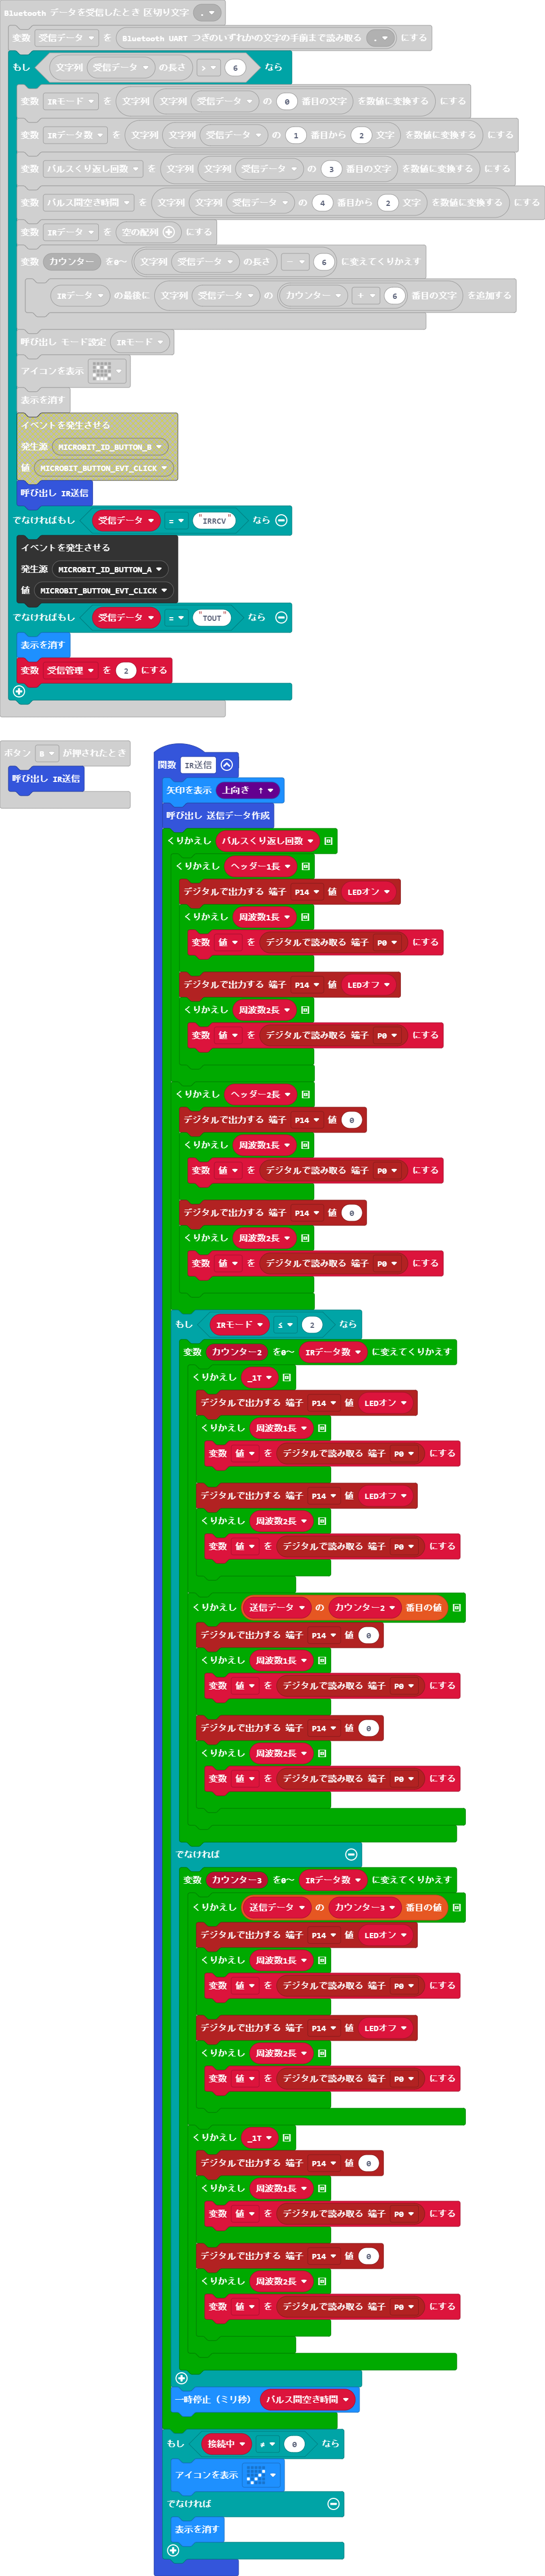 Bluetooth データを受信したとき 区切り文字 .
変数 受信データ を Bluetooth UART つぎのいずれかの文字の手前まで読み取る . にする
もし 文字列 受信データ の長さ > 6 なら
変数 IRモード を 文字列 文字列 受信データ の 0 番目の文字 を数値に変換する にする
変数 IRデータ数 を 文字列 文字列 受信データ の 1 番目から 2 文字 を数値に変換する にする
変数 パルスくり返し回数 を 文字列 文字列 受信データ の 3 番目の文字 を数値に変換する にする
変数 パルス間空き時間 を 文字列 文字列 受信データ の 4 番目から 2 文字 を数値に変換する にする
変数 IRデータ を 空の配列 にする
変数 カウンター を0〜 文字列 受信データ の長さ - 6 に変えてくりかえす
IRデータ の最後に 文字列 受信データ の カウンター + 6 番目の文字 を追加する
呼び出し モード設定 IRモード
アイコンを表示
表示を消す
イベントを発生させる
発生源 MICROBIT_ID_BUTTON_B
値 MICROBIT_BUTTON_EVT_CLICK
呼び出し IR送信
でなければもし 受信データ = "IRRCV" なら
イベントを発生させる
発生源 MICROBIT_ID_BUTTON_A
値 MICROBIT_BUTTON_EVT_CLICK
でなければもし 受信データ = "TOUT" なら
表示を消す
変数 受信管理 を 2 にする
ボタン B が押されたとき
呼び出し IR送信
関数 IR送信
矢印を表示 上向き ↑
呼び出し 送信データ作成
くりかえし パルスくり返し回数 回
くりかえし ヘッダー1長 回
デジタルで出力する 端子 P14 値 LEDオン
くりかえし 周波数1長 回
変数 値 を デジタルで読み取る 端子 P0 にする
デジタルで出力する 端子 P14 値 LEDオフ
くりかえし 周波数2長 回
変数 値 を デジタルで読み取る 端子 P0 にする
くりかえし ヘッダー2長 回
デジタルで出力する 端子 P14 値 0
くりかえし 周波数1長 回
変数 値 を デジタルで読み取る 端子 P0 にする
デジタルで出力する 端子 P14 値 0
くりかえし 周波数2長 回
変数 値 を デジタルで読み取る 端子 P0 にする
もし IRモード ≤ 2 なら
変数 カウンター2 を0〜 IRデータ数 に変えてくりかえす
くりかえし _1T 回
デジタルで出力する 端子 P14 値 LEDオン
くりかえし 周波数1長 回
変数 値 を デジタルで読み取る 端子 P0 にする
デジタルで出力する 端子 P14 値 LEDオフ
くりかえし 周波数2長 回
変数 値 を デジタルで読み取る 端子 P0 にする
くりかえし 送信データ の カウンター2 番目の値 回
デジタルで出力する 端子 P14 値 0
くりかえし 周波数1長 回
変数 値 を デジタルで読み取る 端子 P0 にする
デジタルで出力する 端子 P14 値 0
くりかえし 周波数2長 回
変数 値 を デジタルで読み取る 端子 P0 にする
でなければ
変数 カウンター3 を0〜 IRデータ数 に変えてくりかえす
くりかえし 送信データ の カウンター3 番目の値 回
デジタルで出力する 端子 P14 値 LEDオン
くりかえし 周波数1長 回
変数 値 を デジタルで読み取る 端子 P0 にする
デジタルで出力する 端子 P14 値 LEDオフ
くりかえし 周波数2長 回
変数 値 を デジタルで読み取る 端子 P0 にする
くりかえし _1T 回
デジタルで出力する 端子 P14 値 0
くりかえし 周波数1長 回
変数 値 を デジタルで読み取る 端子 P0 にする
デジタルで出力する 端子 P14 値 0
くりかえし 周波数2長 回
変数 値 を デジタルで読み取る 端子 P0 にする
一時停止（ミリ秒） パルス間空き時間
もし 接続中 ≠ 0 なら
アイコンを表示
でなければ
表示を消す